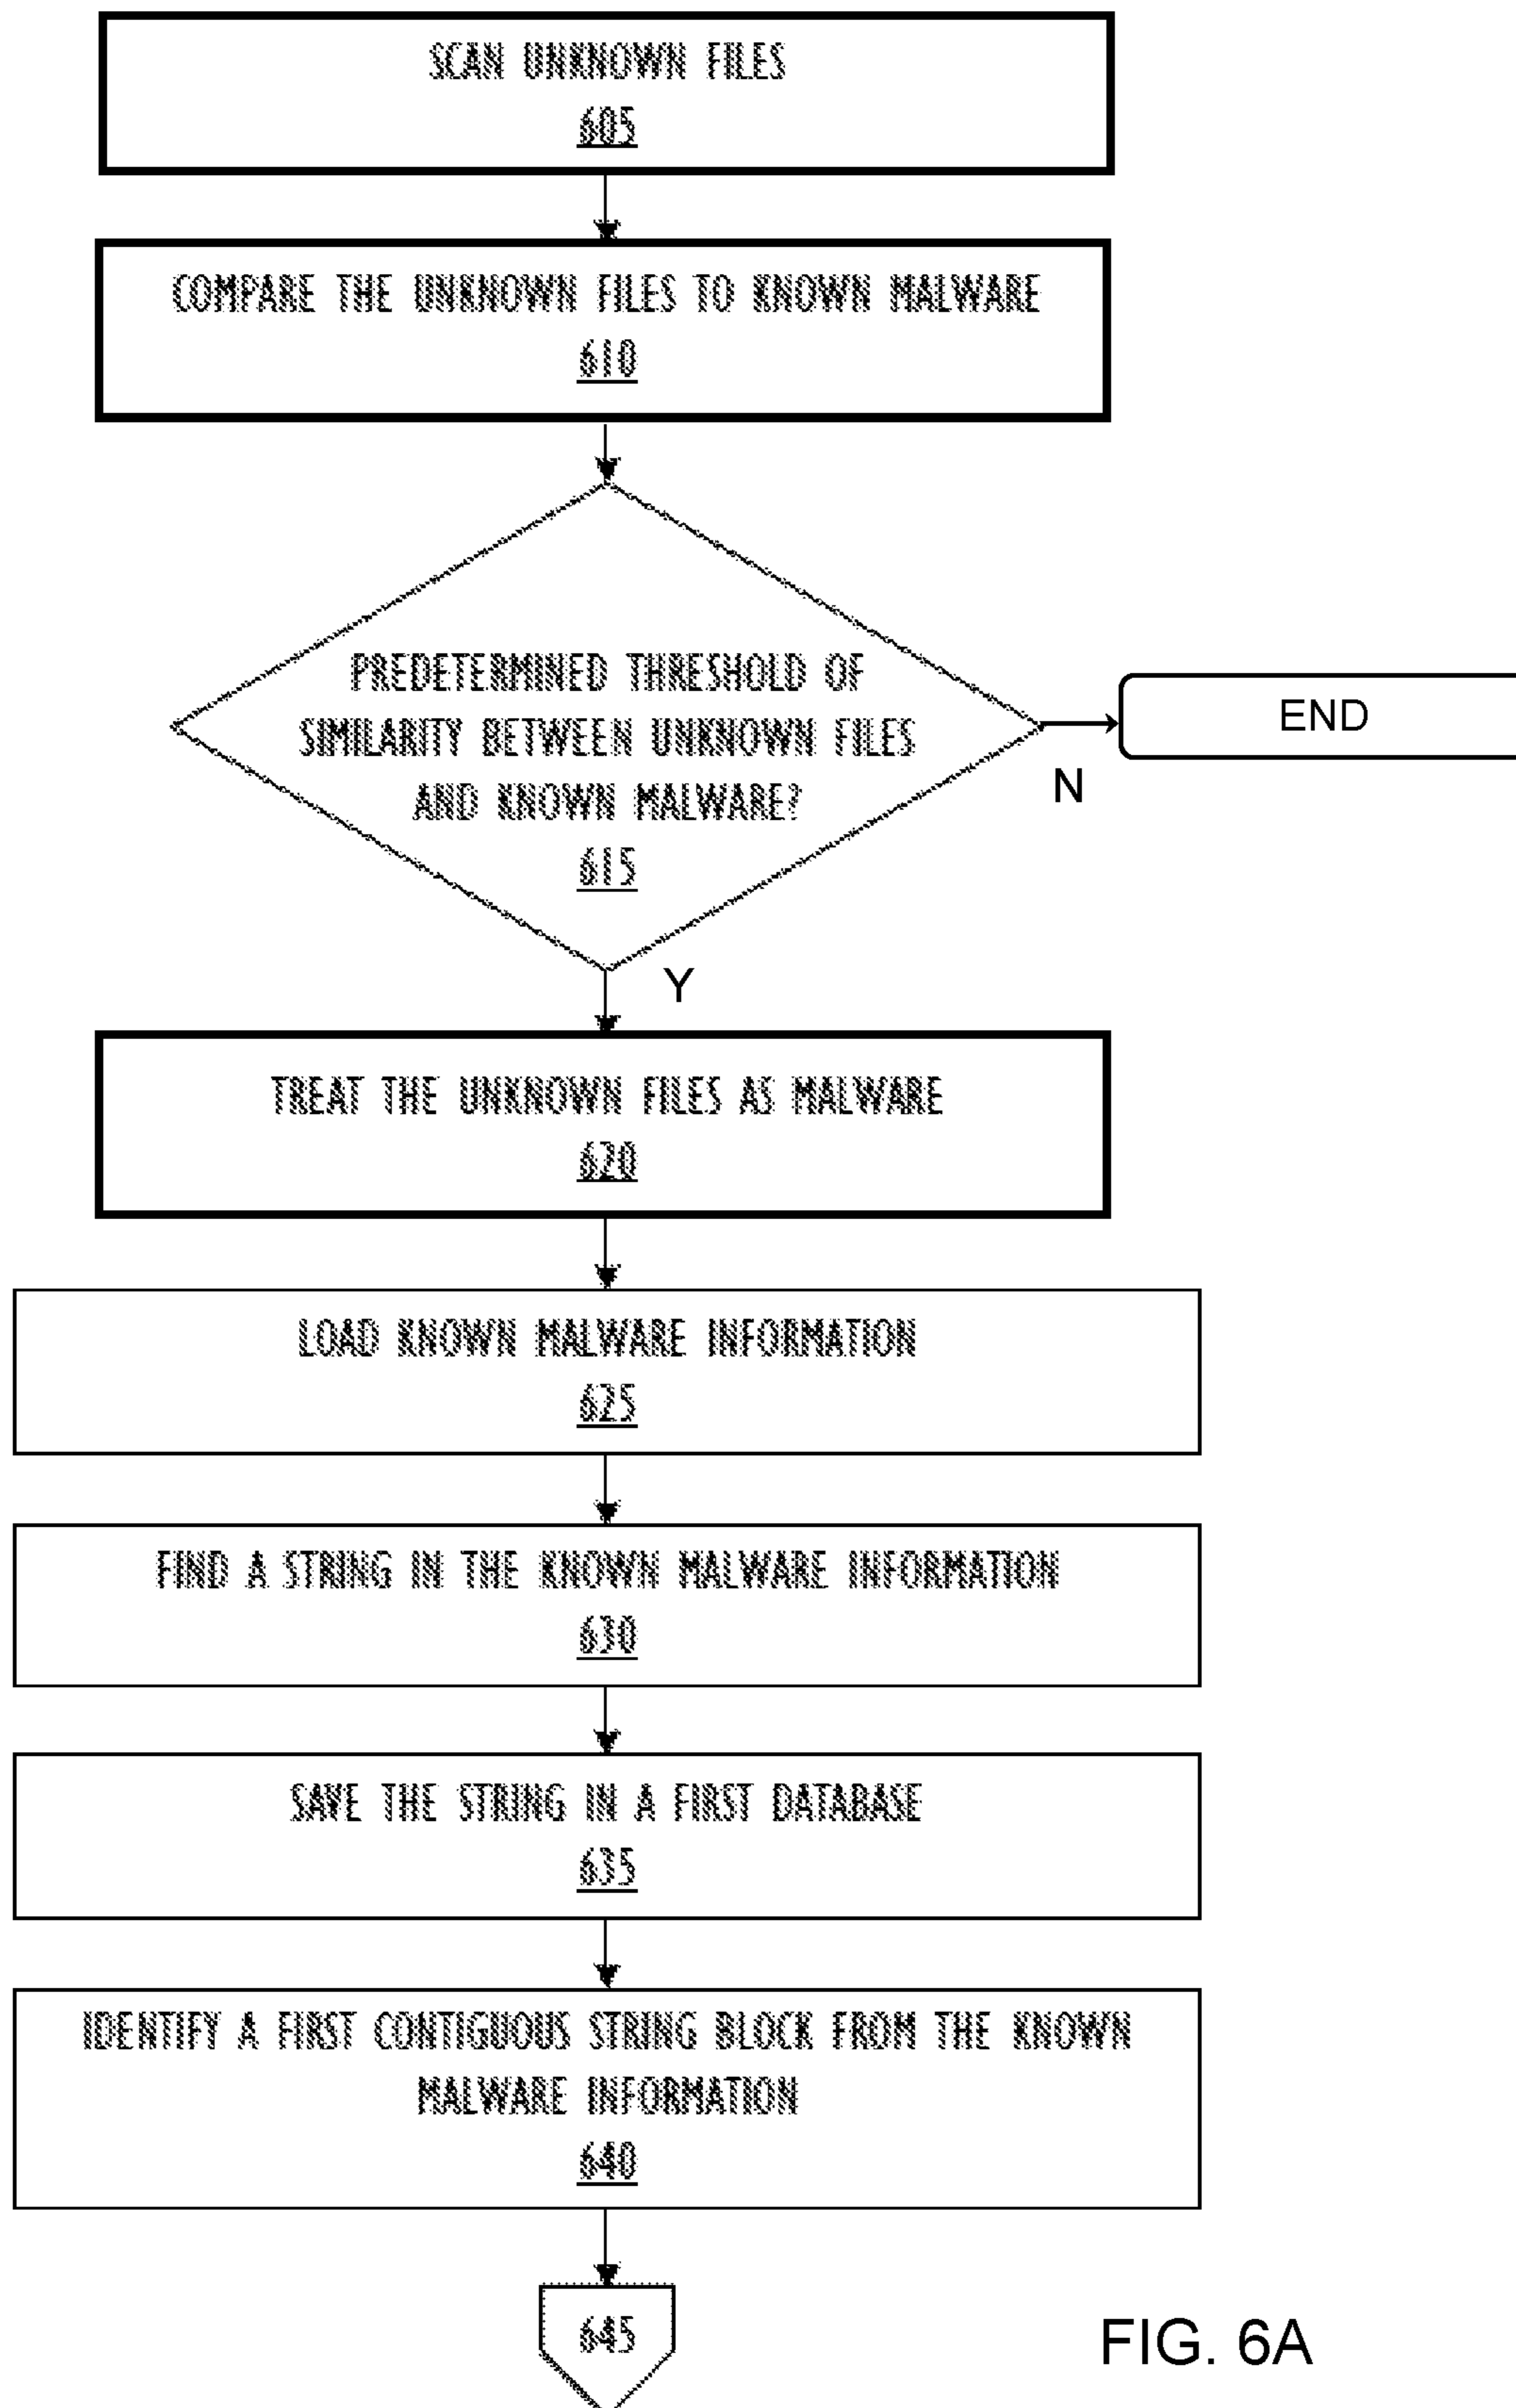 SCAN UNKNOWN FILES
605
COMPARE THE UNKNOWN FILES TO KNOWN MALWARE
610
PREDETERMINED THRESHOLD OF
SIMILARITY BETWEEN UNKNOWN FILES
AND KNOWN MALWARE?
615
END
N
Y
TREAT THE UNKNOWN FILES AS MALWARE
620
LOAD KNOWN MALWARE INFORMATION
625
FIND A STRING IN THE KNOWN MALWARE INFORMATION
630
SAVE THE STRING IN A FIRST DATABASE
635
IDENTIFY A FIRST CONTIGUOUS STRING BLOCK FROM THE KNOWN
MALWARE INFORMATION
640
645
FIG. 6A